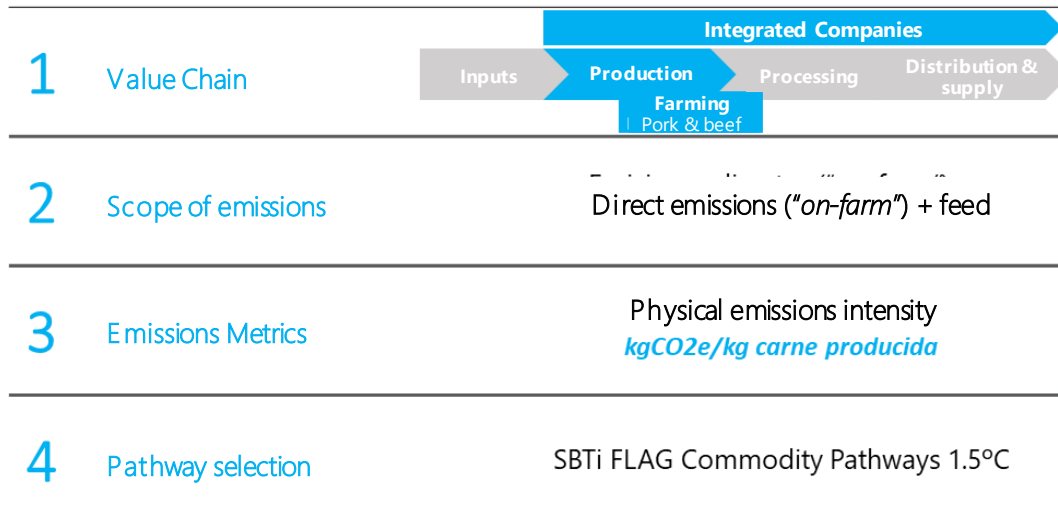 Integrated Companies
1
Value Chain
Inputs
Production
Processing
Distribution &
supply
Farming
Pork & beef
2
Scope of emissions
Direct emissions (“on-farm”) + feed
3
Emissions Metrics
Physical emissions intensity
kgCO2e/kg carne producida
4
Pathway selection
SBTi FLAG Commodity Pathways 1.5ºC